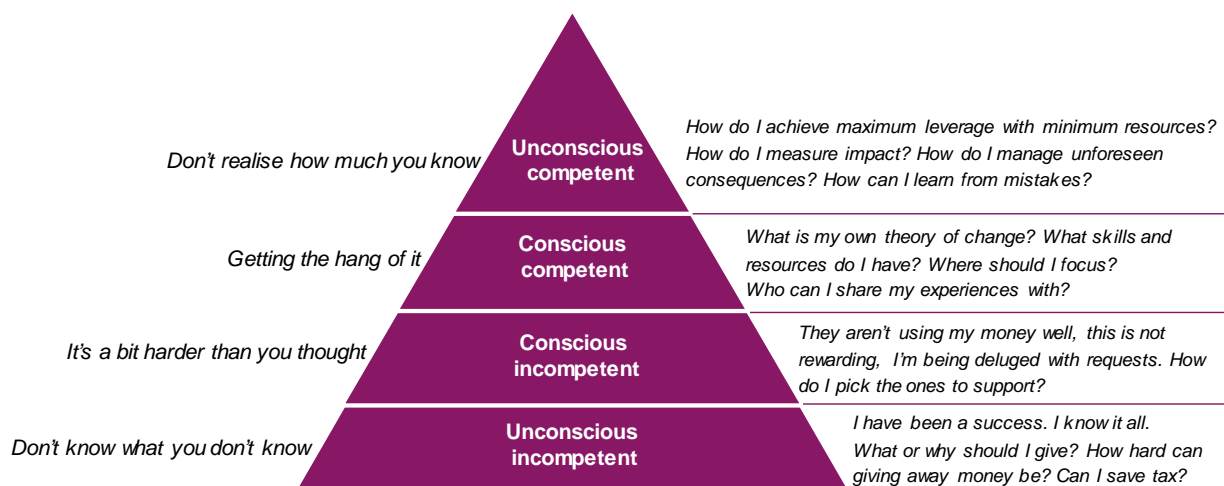 Don't realise how much you know
Unconscious
competent
How do I achieve maximum leverage with minimum resources?
How do I measure impact? How do I manage unforeseen
consequences? How can I learn from mistakes?
Getting the hang of it
Conscious
competent
What is my own theory of change? What skills and
resources do I have? Where should I focus?
Who can I share my experiences with?
It's a bit harder than you thought
Conscious
incompetent
They aren't using my money well, this is not
rewarding, I'm being deluged with requests. How
do I pick the ones to support?
Don't know what you don't know
Unconscious
incompetent
I have been a success. I know it all.
What or why should I give? How hard can
giving away money be? Can I save tax?